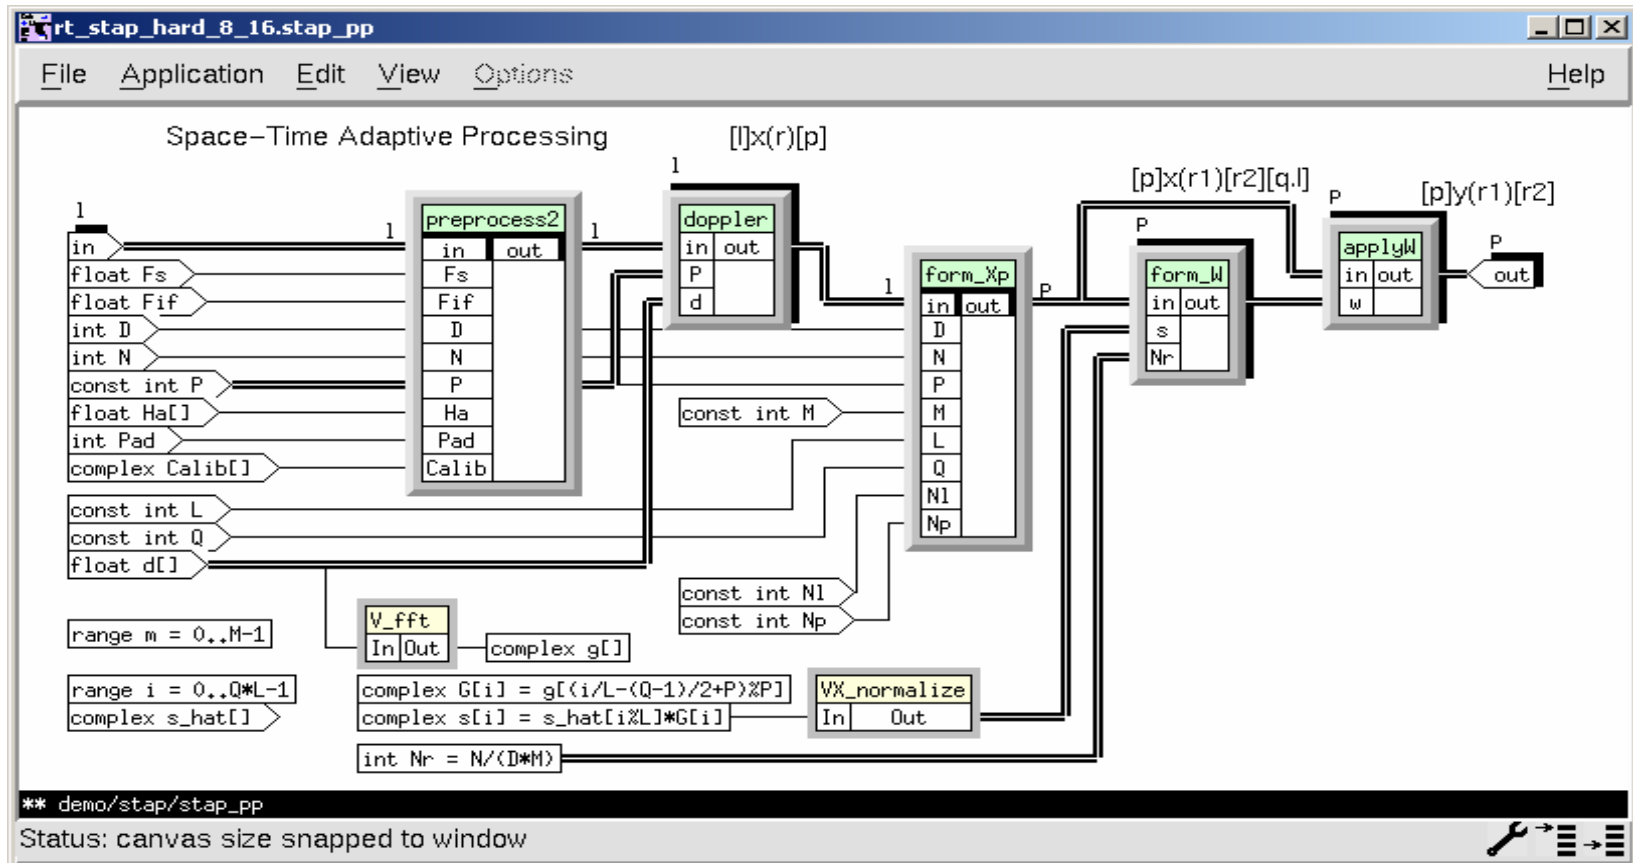 rt_stap_hard_8_16.stap_pp
File Application Edit View Options Help
Space-Time Adaptive Processing
[l]x(r)[p]
[p]x(r1)[r2][q.l]
[p]y(r1)[r2]
l
in
float Fs
float Fif
int D
int N
const int P
float Ha[]
int Pad
complex Calib[]
const int L
const int Q
float d[]
l
preprocess2
in out
Fs
Fif
D
N
P
Ha
Pad
Calib
l
l
doppler
in out
P
d
l
form_Xp
in out
D
N
P
M
L
Q
Nl
Np
P
const int M
const int Nl
const int Np
P
form_W
in out
s
Nr
P
applyW
in out
w
P
out
range m = 0..M-1
V_fft
In Out
complex g[]
range i = 0..Q*L-1
complex s_hat[]
complex G[i] = g[(i/L-(Q-1)/2+P)%P]
complex s[i] = s_hat[i%L]*G[i]
VX_normalize
In Out
int Nr = N/(D*M)
** demo/stap/stap_pp
Status: canvas size snapped to window